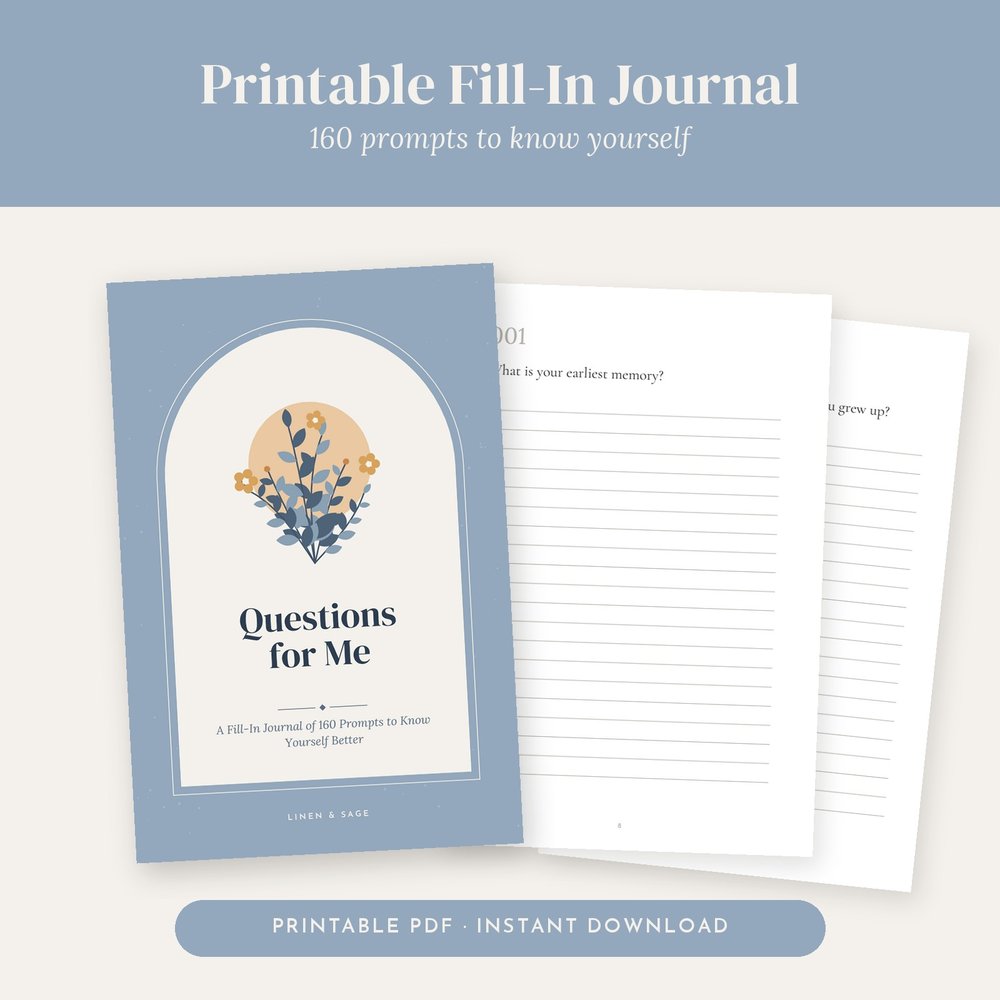 Printable Fill-In Journal
160 prompts to know yourself
001
What is your earliest memory?
u grew up?
Questions
for Me
A Fill-In Journal of 160 Prompts to Know
Yourself Better
LINEN & SAGE
8
PRINTABLE PDF · INSTANT DOWNLOAD